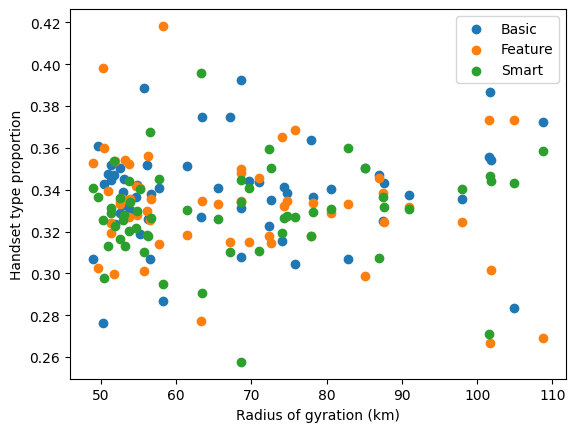 0.42
0.40
0.38
0.36
0.34
0.32
0.30
0.28
0.26
Handset type proportion
Basic
Feature
Smart
50 60 70 80 90 100 110
Radius of gyration (km)